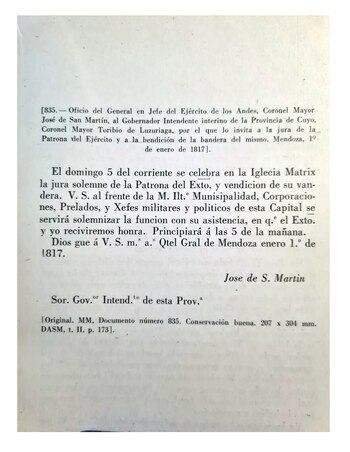 [835. — Oficio del General en Jefe del Ejército de los Andes, Coronel Mayor
José de San Martín, al Gobernador Intendente interino de la Provincia de Cuyo,
Coronel Mayor Toribio de Luzuriaga, por el que lo invita a la jura de la
Patrona del Ejército y a la bendición de la bandera del mismo. Mendoza, 1º
de enero de 1817].
El domingo 5 del corriente se celebra en la Iglecia Matrix
la jura solemne de la Patrona del Exto, y vendicion de su van-
dera. V. S. al frente de la M. Ilt.ᵉ Munisipalidad, Corporacio-
nes, Prelados, y Xefes militares y politicos de esta Capital se
servirá solemnizar la funcion con su asistencia, en q.ᵉ el Exto.
y yo reciviremos honra. Principiará á las 5 de la mañana.
Dios gue á V. S. m.ˢ a.ˢ Qtel Gral de Mendoza enero 1.º de
1817.
Jose de S. Martin
Sor. Gov.ᵒʳ Intend.ᵗᵉ de esta Prov.ᵃ
[Original. MM, Documento número 835. Conservación buena. 207 x 304 mm.
DASM, t. II. p. 173].